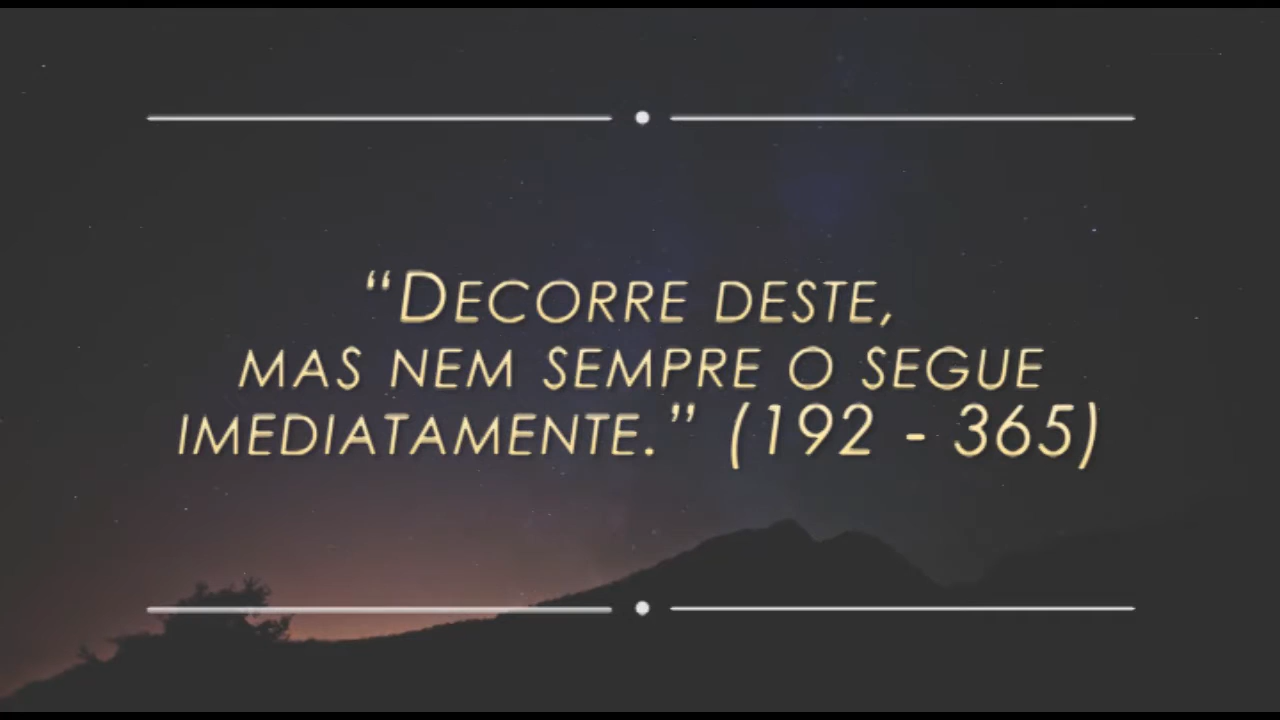 “DECORRE DESTE,
MAS NEM SEMPRE O SEGUE
IMEDIATAMENTE.” (192 - 365)